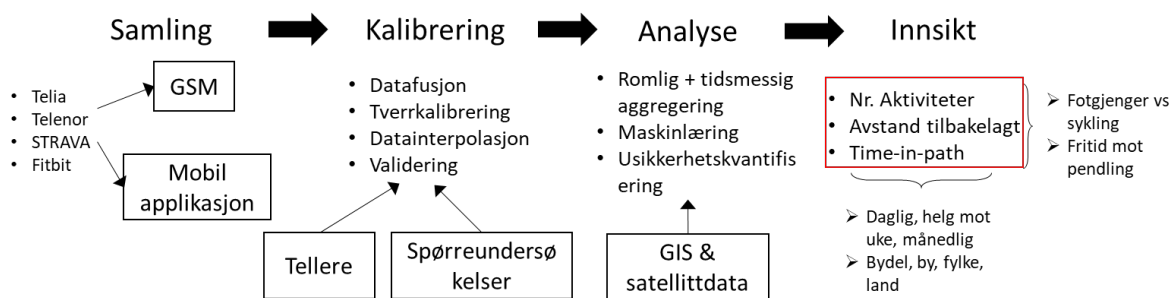 Samling
Kalibrering
Analyse
Innsikt
• Telia
• Telenor
• STRAVA
• Fitbit
GSM
Mobil
applikasjon
• Datafusjon
• Tverrkalibrering
• Datainterpolasjon
• Validering
Tellere
Spørreundersø
kelser
• Romlig + tidsmessig
aggregering
• Maskinlæring
• Usikkerhetskvantifis
ering
GIS &
satellittdata
• Nr. Aktiviteter
• Avstand tilbakelagt
• Time-in-path
➢ Fotgjenger vs
sykling
➢ Fritid mot
pendling
➢ Daglig, helg mot
uke, månedlig
➢ Bydel, by, fylke,
land